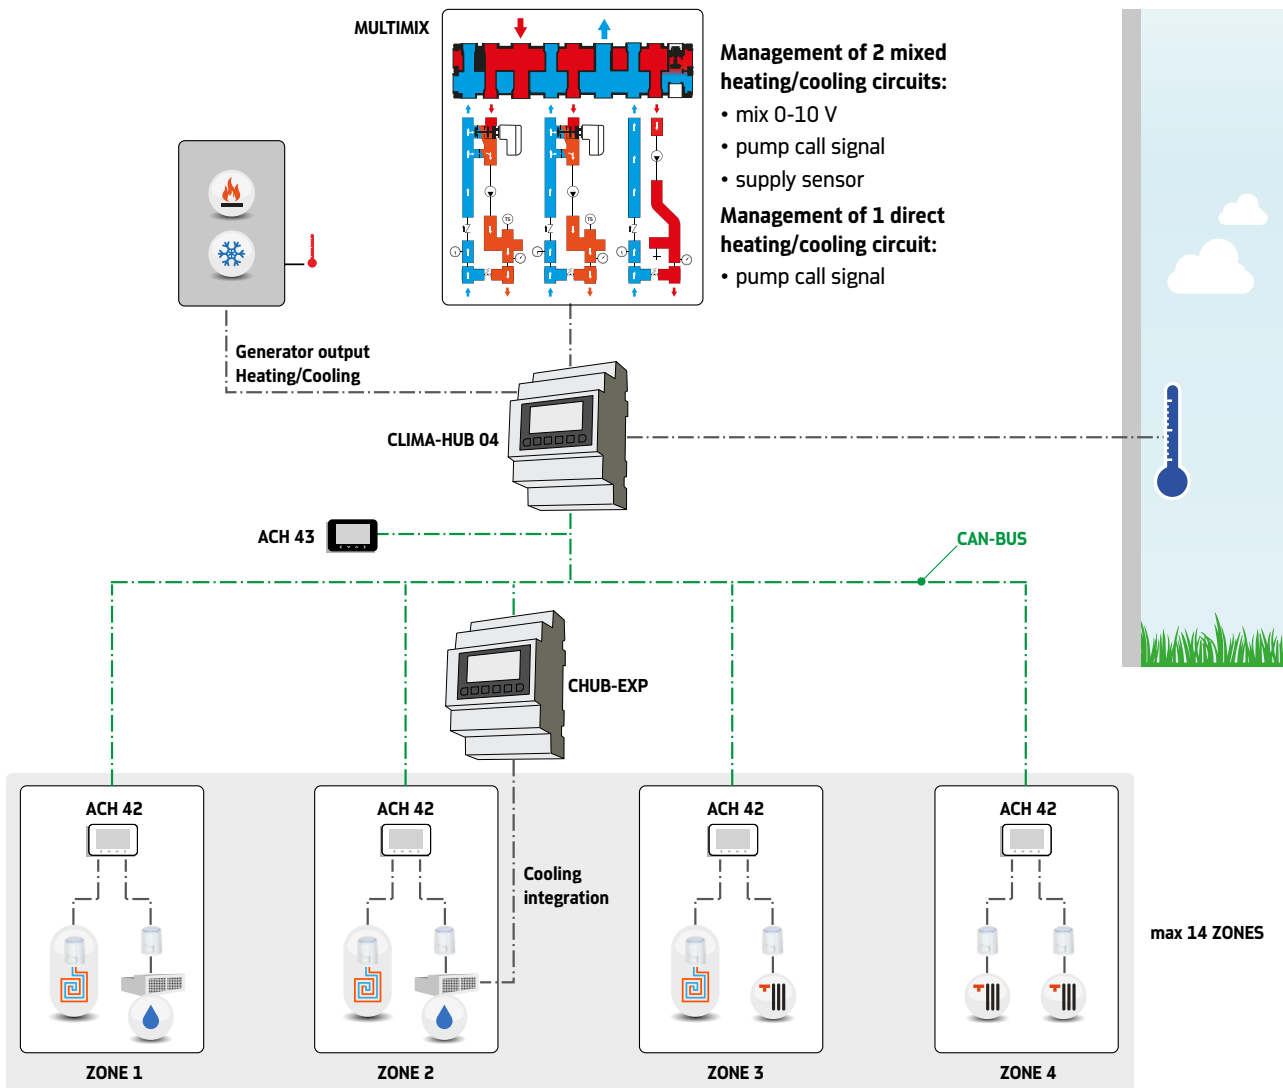 MULTIMIX
Management of 2 mixed
heating/cooling circuits:
• mix 0-10 V
• pump call signal
• supply sensor
Management of 1 direct
heating/cooling circuit:
• pump call signal
TS
TS
Generator output
Heating/Cooling
CLIMA-HUB 04
ACH 43
CAN-BUS
CHUB-EXP
ACH 42
ACH 42
ACH 42
ACH 42
Cooling
integration
max 14 ZONES
ZONE 1
ZONE 2
ZONE 3
ZONE 4